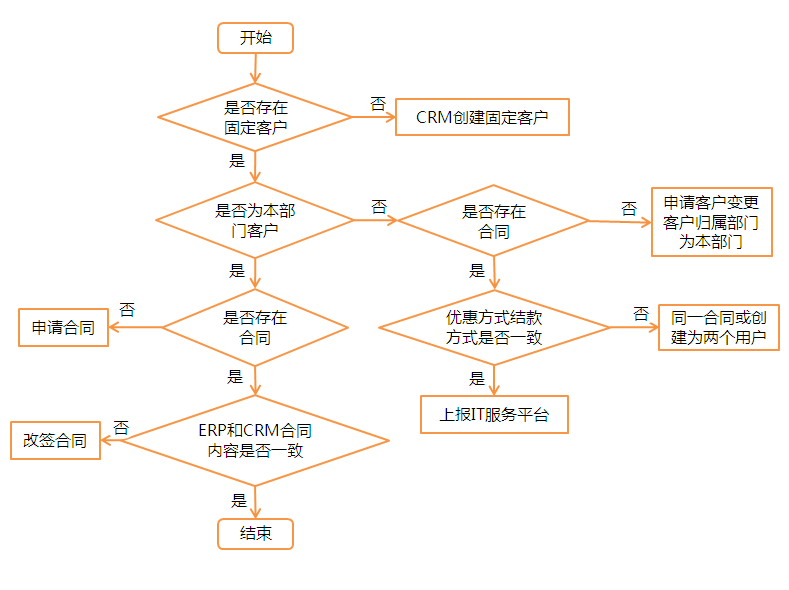 开始
是否存在
固定客户
否
CRM创建固定客户
是
是否为本部
门客户
否
是否存在
合同
否
申请客户变更
客户归属部门
为本部门
是
是
申请合同
否
是否存在
合同
优惠方式结款
方式是否一致
否
同一合同或创
建为两个用户
是
是
上报IT服务平台
改签合同
否
ERP和CRM合同
内容是否一致
是
结束